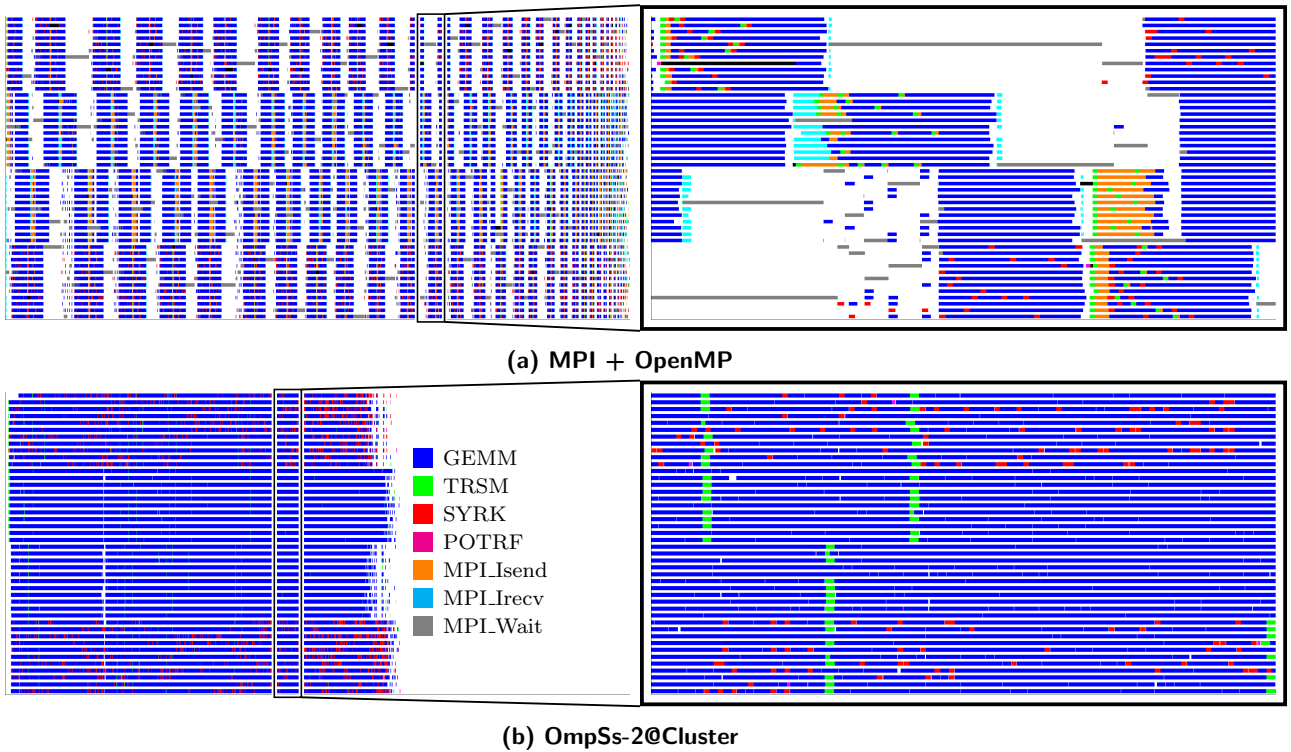 (a) MPI + OpenMP
GEMM
TRSM
SYRK
POTRF
MPI_Isend
MPI_Irecv
MPI_Wait
(b) OmpSs-2@Cluster